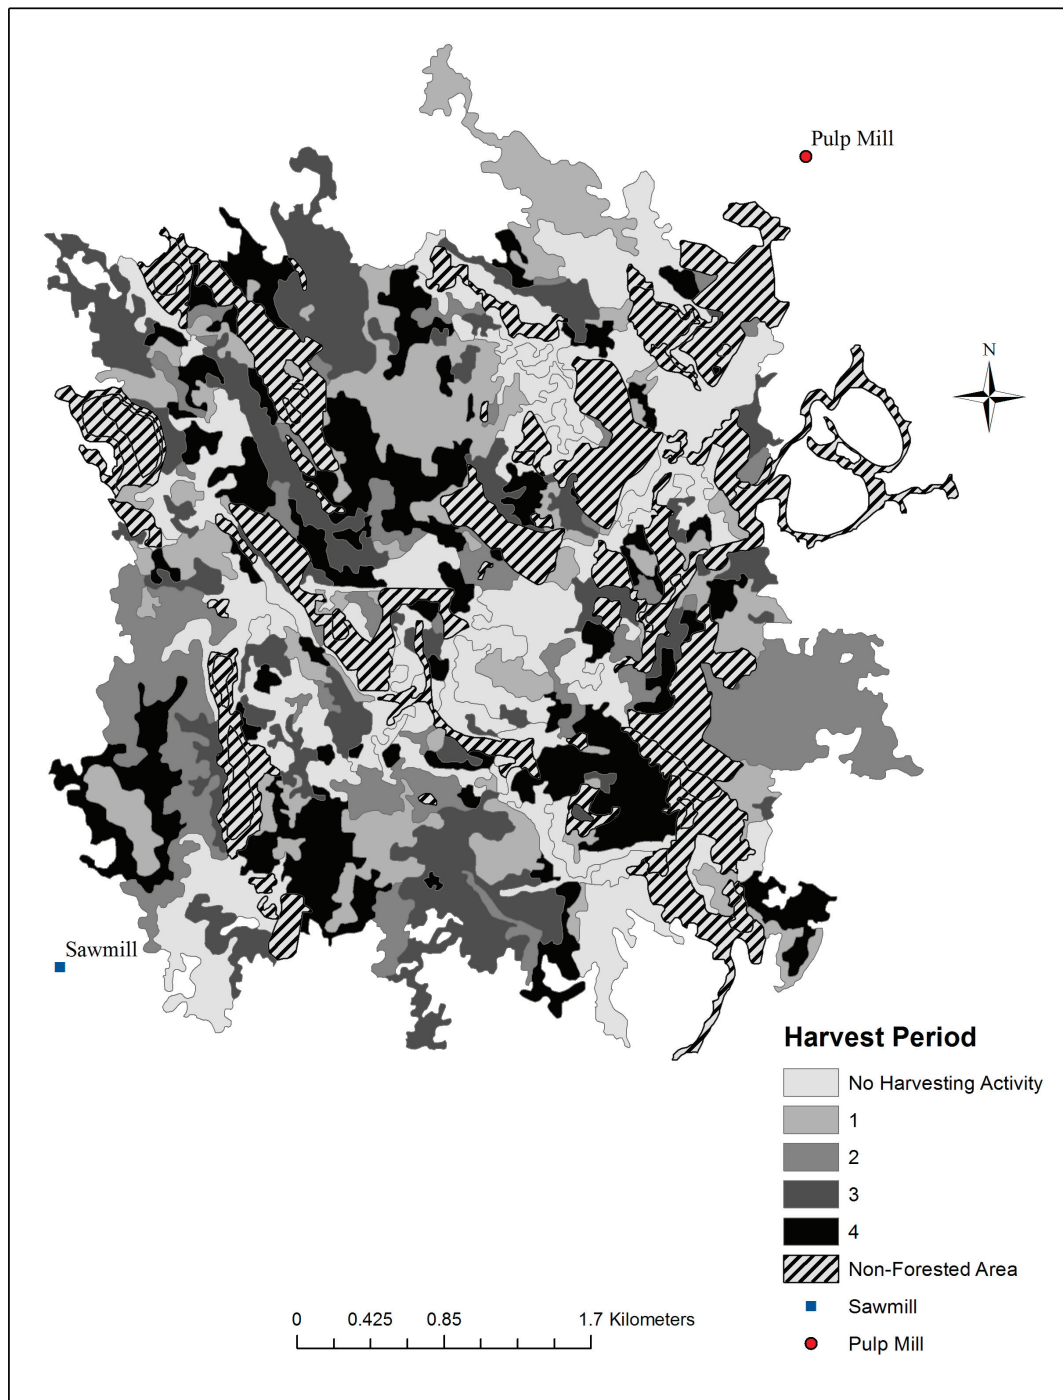 Pulp Mill
N
Sawmill
Harvest Period
No Harvesting Activity
1
2
3
4
Non-Forested Area
Sawmill
Pulp Mill
0 0.425 0.85 1.7 Kilometers